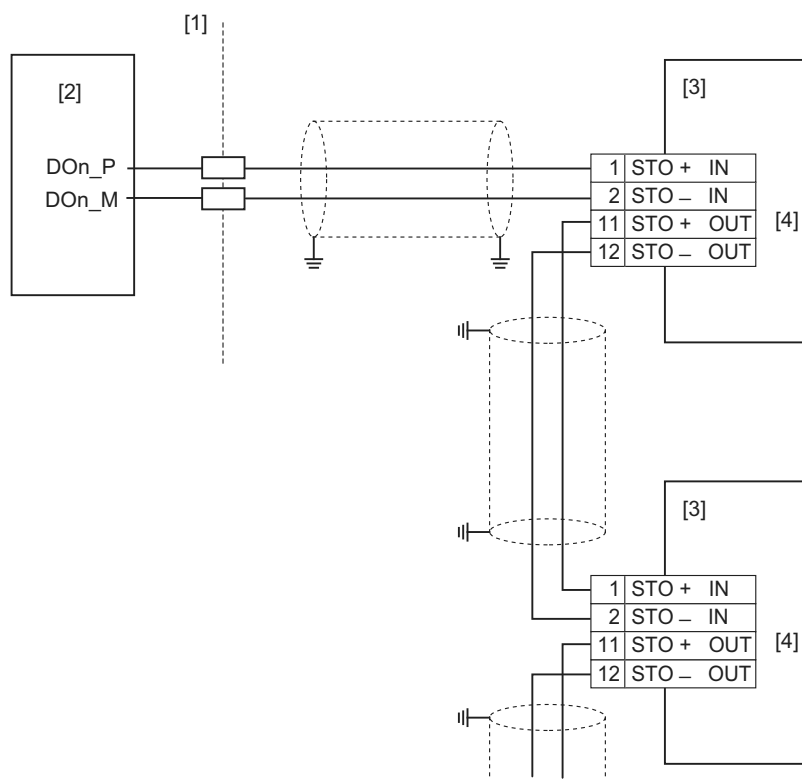 [1]
[2]
[3]
DOn_P
DOn_M
1 STO + IN
2 STO – IN
11 STO + OUT
12 STO – OUT
[4]
[3]
1 STO + IN
2 STO – IN
11 STO + OUT
12 STO – OUT
[4]